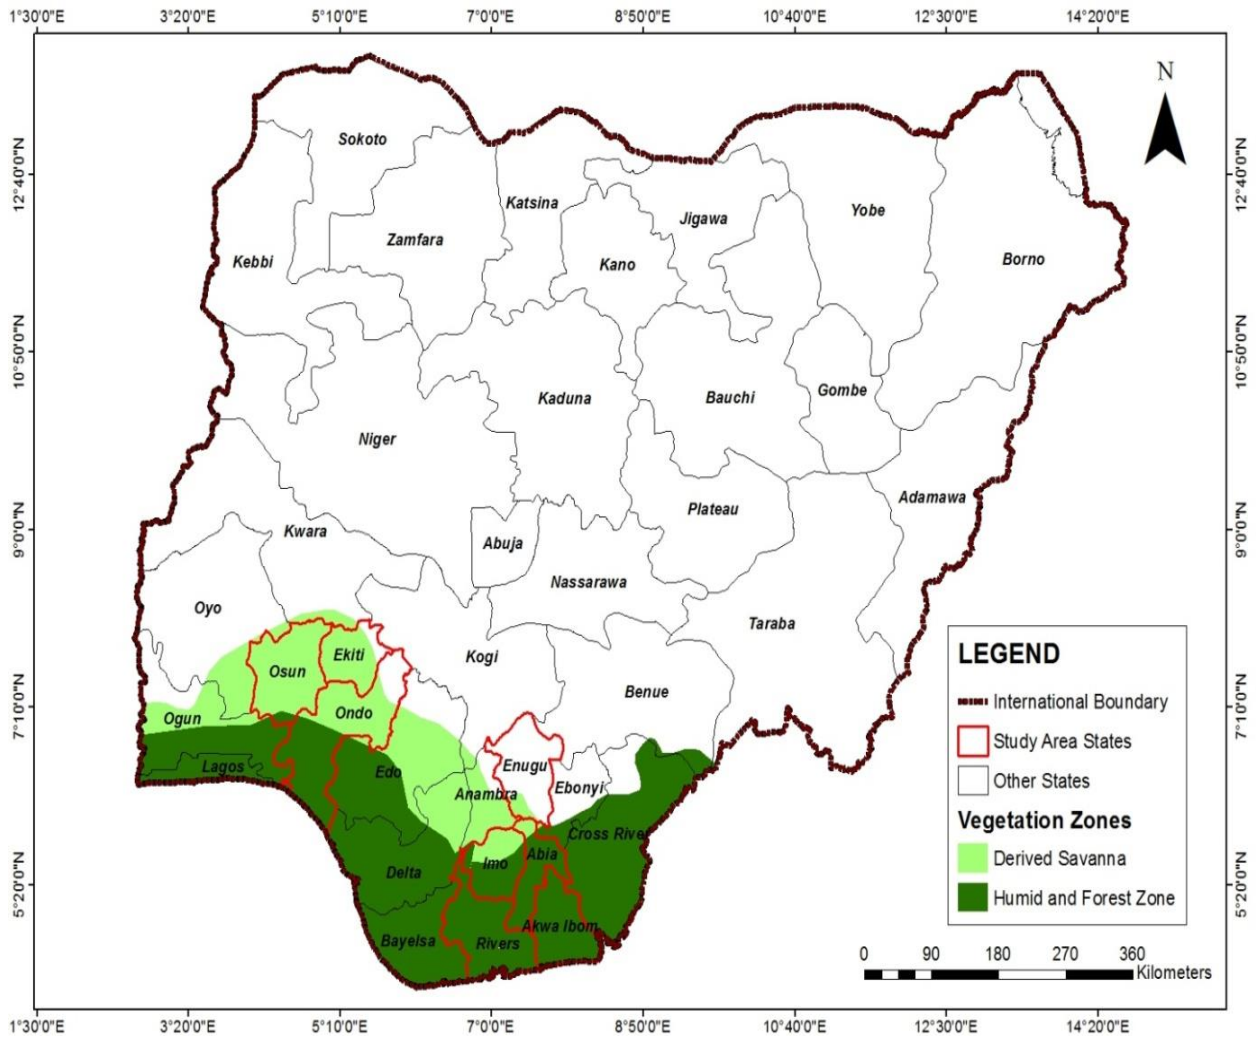 1°30'0"E 3°20'0"E 5°10'0"E 7°0'0"E 8°50'0"E 10°40'0"E 12°30'0"E 14°20'0"E
N
12°40'0"N
10°50'0"N
9°0'0"N
7°10'0"N
5°20'0"N
12°40'0"N
10°50'0"N
9°0'0"N
7°10'0"N
5°20'0"N
Sokoto
Katsina
Jigawa
Yobe
Zamfara
Kebbi
Kano
Borno
Kaduna
Bauchi
Gombe
Niger
Adamawa
Plateau
Kwara
Abuja
Nassarawa
Oyo
Taraba
Ekiti
Kogi
Osun
Benue
Ondo
Ogun
Lagos
Edo
Enugu
Ebonyi
Anambra
Cross River
Abia
Imo
Delta
Akwa Ibom
Bayelsa
Rivers
LEGEND
International Boundary
Study Area States
Other States
Vegetation Zones
Derived Savanna
Humid and Forest Zone
0 90 180 270 360
Kilometers
1°30'0"E 3°20'0"E 5°10'0"E 7°0'0"E 8°50'0"E 10°40'0"E 12°30'0"E 14°20'0"E